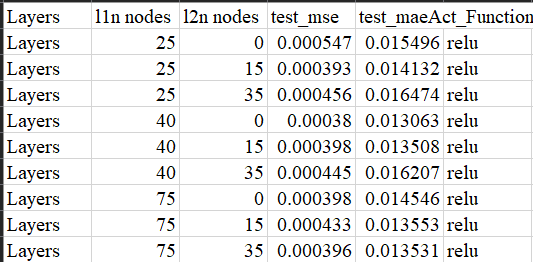 Layers l1n nodes l2n nodes test_mse test_maeAct_Function
Layers 25 0 0.000547 0.015496 relu
Layers 25 15 0.000393 0.014132 relu
Layers 25 35 0.000456 0.016474 relu
Layers 40 0 0.00038 0.013063 relu
Layers 40 15 0.000398 0.013508 relu
Layers 40 35 0.000445 0.016207 relu
Layers 75 0 0.000398 0.014546 relu
Layers 75 15 0.000433 0.013553 relu
Layers 75 35 0.000396 0.013531 relu